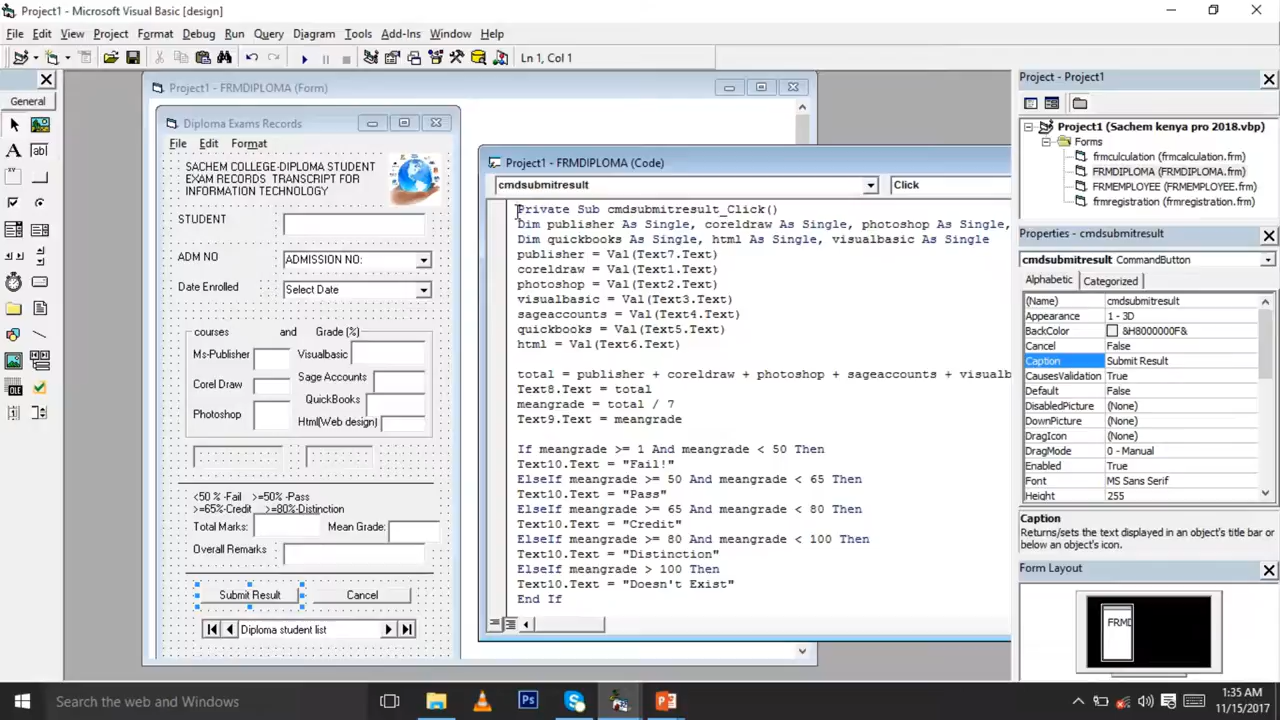 Project1 - Microsoft Visual Basic [design]
File Edit View Project Format Debug Run Query Diagram Tools Add-Ins Window Help
Ln 1, Col 1
General
Project1 - FRMDIPLOMA (Form)
Diploma Exams Records
File Edit Format
SACHEM COLLEGE-DIPLOMA STUDENT
EXAM RECORDS TRANSCRIPT FOR
INFORMATION TECHNOLOGY
STUDENT
ADM NO ADMISSION NO:
Date Enrolled Select Date
courses and Grade (%)
Ms-Publisher Visualbasic
Corel Draw Sage Accounts
QuickBooks
Photoshop
Html(Web design)
<50 %-Fail >=50% -Pass
>=65%-Credit >=80%-Distinction
Total Marks: Mean Grade:
Overall Remarks
Submit Result Cancel
Diploma student list
Project1 - FRMDIPLOMA (Code)
cmdsubmitresult Click
Private Sub cmdsubmitresult_Click()
Dim publisher As Single, coreldraw As Single, photoshop As Single,
Dim quickbooks As Single, html As Single, visualbasic As Single
publisher = Val(Text7.Text)
coreldraw = Val(Text1.Text)
photoshop = Val(Text2.Text)
visualbasic = Val(Text3.Text)
sageaccounts = Val(Text4.Text)
quickbooks = Val(Text5.Text)
html = Val(Text6.Text)
total = publisher + coreldraw + photoshop + sageaccounts + visualb
Text8.Text = total
meangrade = total / 7
Text9.Text = meangrade
If meangrade >= 1 And meangrade < 50 Then
Text10.Text = "Fail!"
ElseIf meangrade >= 50 And meangrade < 65 Then
Text10.Text = "Pass"
ElseIf meangrade >= 65 And meangrade < 80 Then
Text10.Text = "Credit"
ElseIf meangrade >= 80 And meangrade < 100 Then
Text10.Text = "Distinction"
ElseIf meangrade > 100 Then
Text10.Text = "Doesn't Exist"
End If
Project - Project1
Project1 (Sachem kenya pro 2018.vbp)
Forms
frmculculation (frmcalculation.frm)
FRMDIPLOMA (FRMDIPLOMA.frm)
FRMEMPLOYEE (FRMEMPLOYEE.frm)
frmregistration (frmregistration.frm)
Properties - cmdsubmitresult
cmdsubmitresult CommandButton
Alphabetic Categorized
(Name) cmdsubmitresult
Appearance 1 - 3D
BackColor &H8000000F&
Cancel False
Caption Submit Result
CausesValidation True
Default False
DisabledPicture (None)
DownPicture (None)
DragIcon (None)
DragMode 0 - Manual
Enabled True
Font MS Sans Serif
Height 255
Caption
Returns/sets the text displayed in an object's title bar or
below an object's icon.
Form Layout
FRMD
Search the web and Windows
1:35 AM
11/15/2017